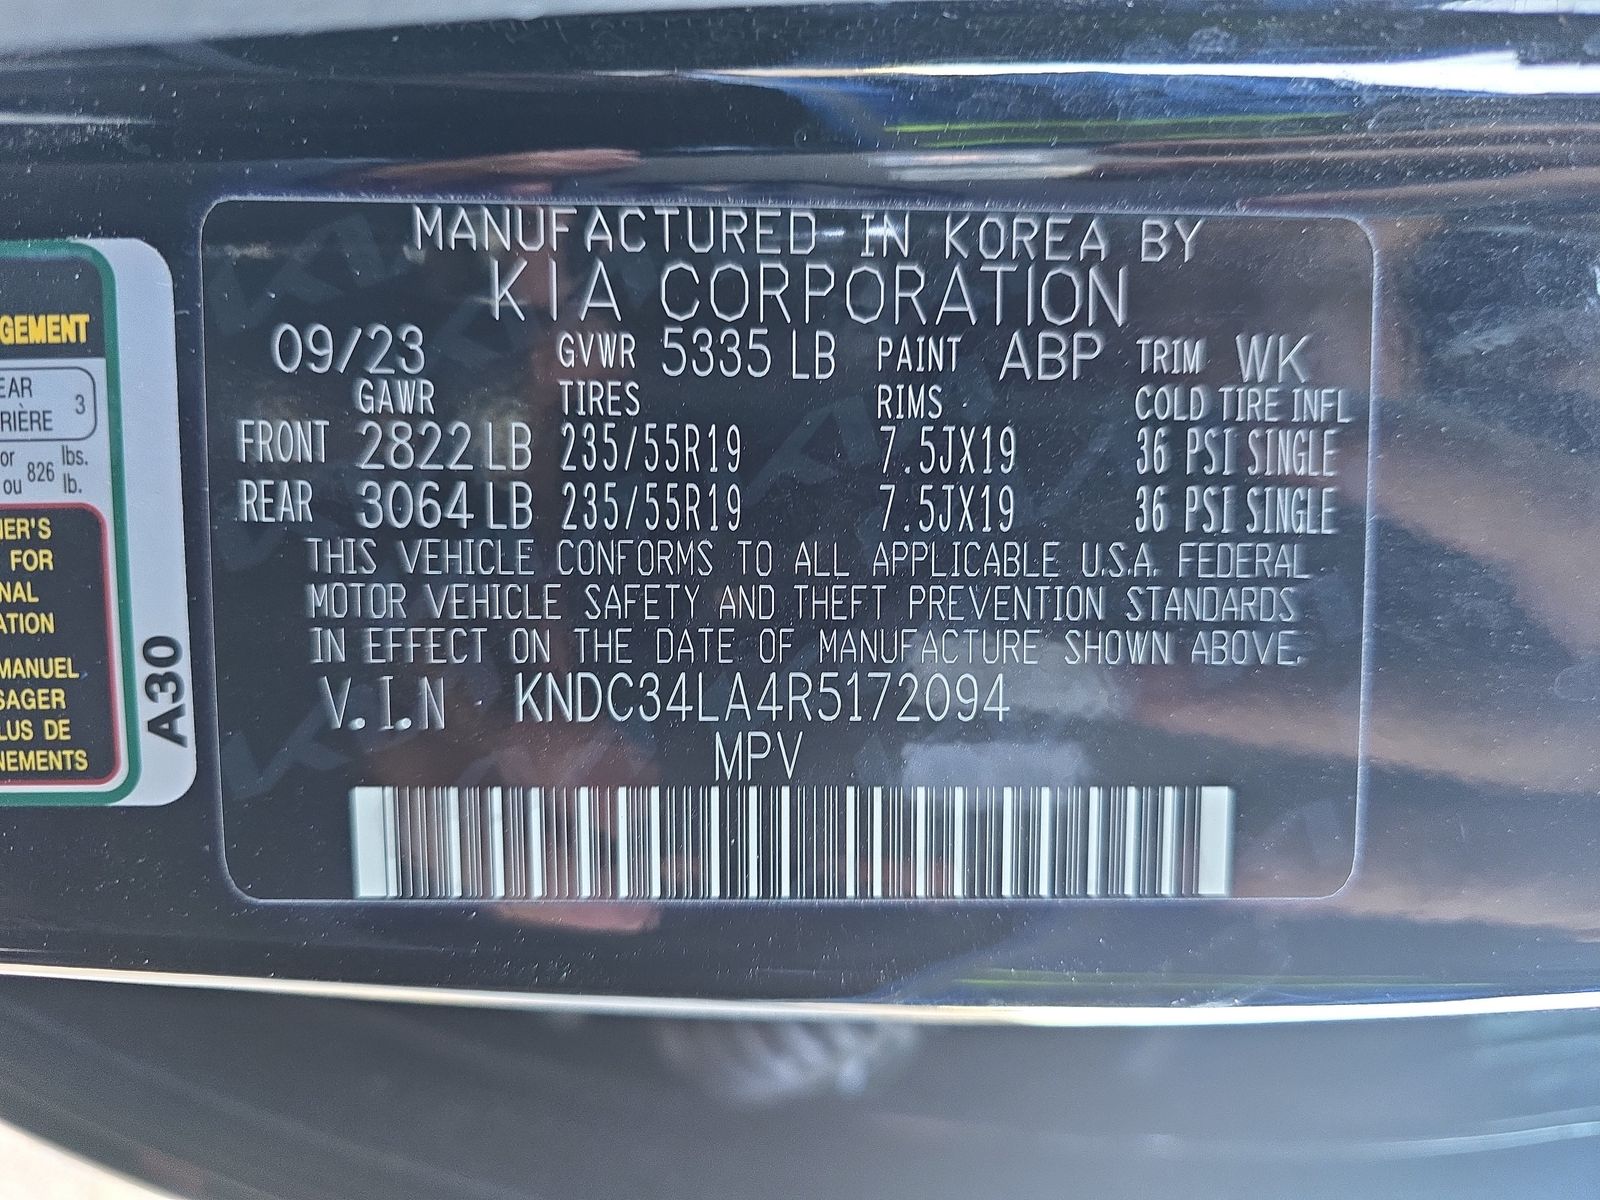 GEMENT
EAR
RIÈRE 3
or
ou 826 lbs.
lb.
NER'S
FOR
NAL
ATION
MANUEL
SAGER
LUS DE
NEMENTS
A30
MANUFACTURED IN KOREA BY
KIA CORPORATION
09/23 GVWR 5335 LB PAINT ABP TRIM WK
GAWR TIRES RIMS COLD TIRE INFL
FRONT 2822 LB 235/55R19 7.5JX19 36 PSI SINGLE
REAR 3064 LB 235/55R19 7.5JX19 36 PSI SINGLE
THIS VEHICLE CONFORMS TO ALL APPLICABLE U.S.A. FEDERAL
MOTOR VEHICLE SAFETY AND THEFT PREVENTION STANDARDS
IN EFFECT ON THE DATE OF MANUFACTURE SHOWN ABOVE.
V.I.N KNDC34LA4R5172094
MPV